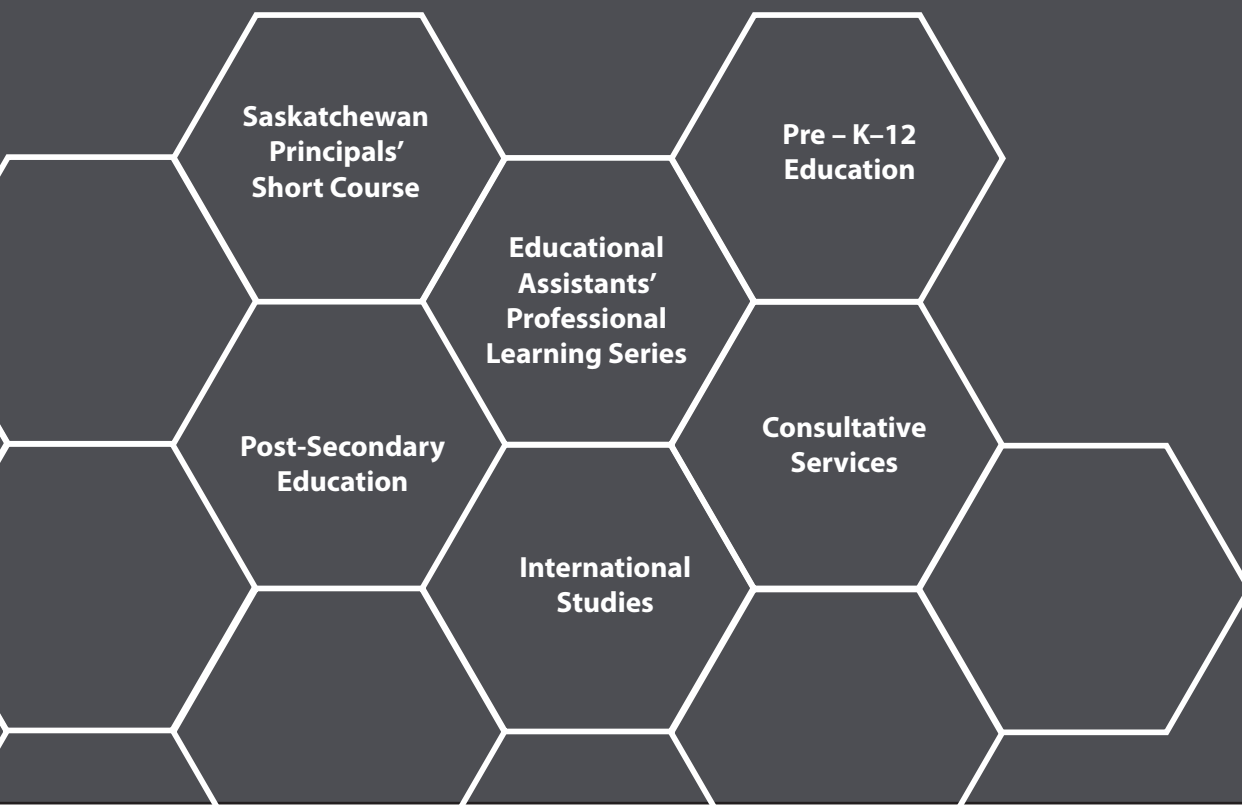 Saskatchewan
Principals’
Short Course
Pre – K–12
Education
Educational
Assistants’
Professional
Learning Series
Post-Secondary
Education
Consultative
Services
International
Studies